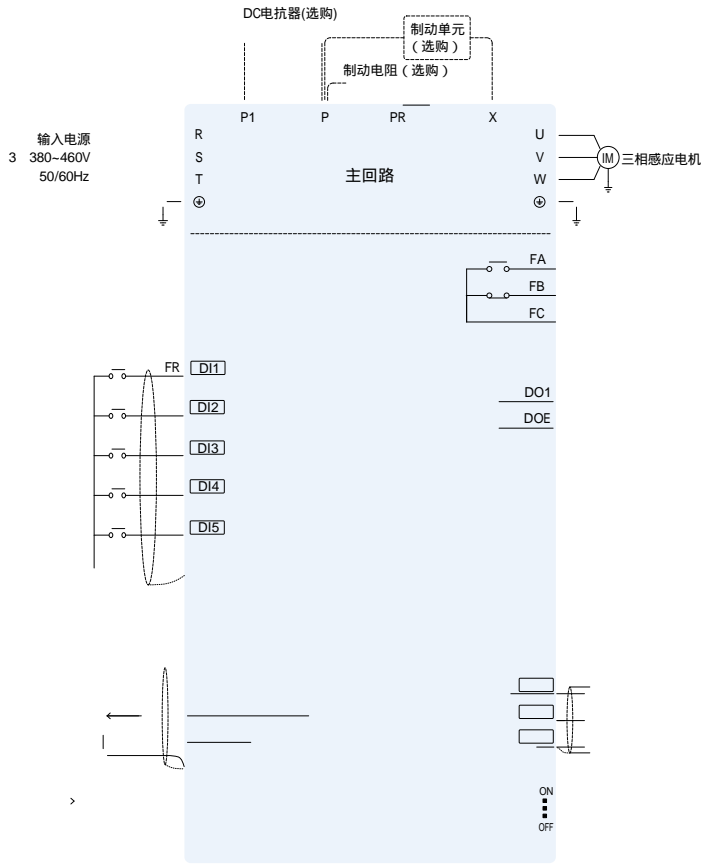 DC电抗器(选购)
制动单元
(选购)
制动电阻(选购)
P1 P PR X
输入电源
3 380~460V
50/60Hz
R
S
T
主回路
U
V
W
IM
三相感应电机
FA
FB
FC
FR DI1
DI2
DI3
DI4
DI5
DO1
DOE
ON
OFF